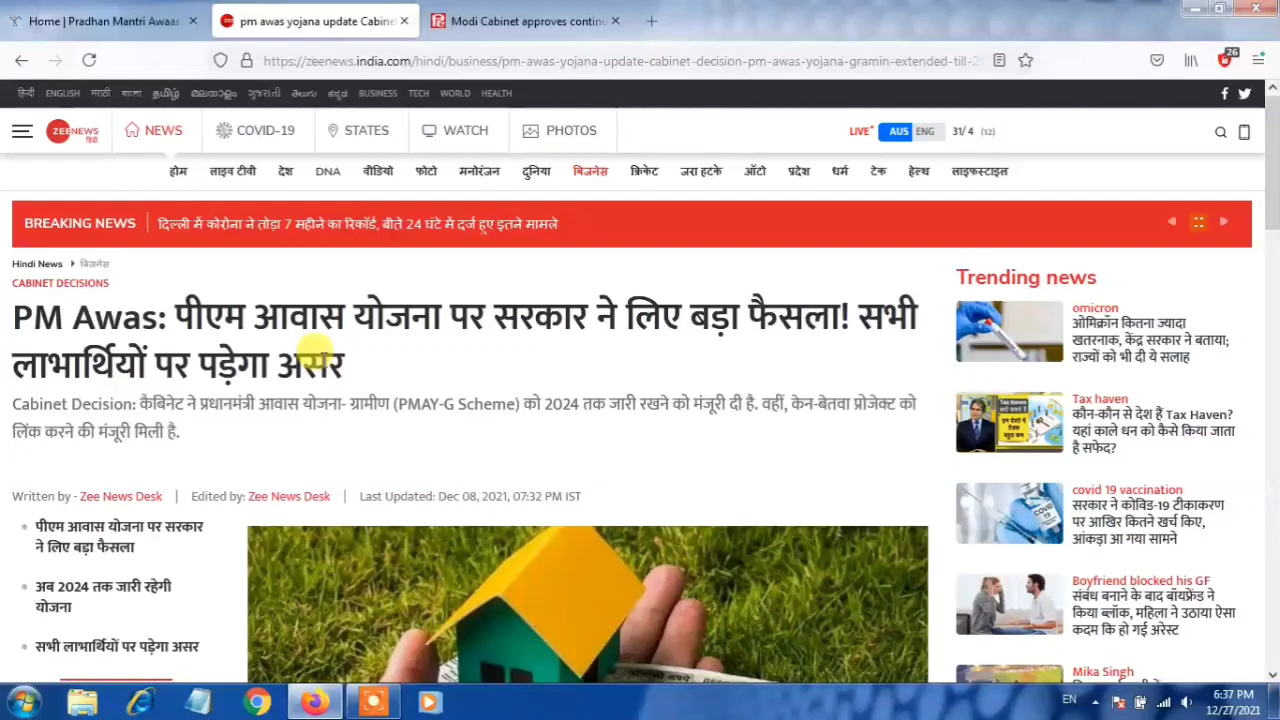 Home | Pradhan Mantri Awaas
pm awas yojana update Cabine
Modi Cabinet approves continu
https://zeenews.india.com/hindi/business/pm-awas-yojana-update-cabinet-decision-pm-awas-yojana-gramin-extended-till-2
26
हिन्दी ENGLISH मराठी বাংলা தமிழ் മലയാളം ગુજરાતી తెలుగు ಕನ್ನಡ BUSINESS TECH WORLD HEALTH
ZEENEWS हिंदी NEWS COVID-19 STATES WATCH PHOTOS LIVE AUS ENG 31/4 (12)
होम लाइव टीवी देश DNA वीडियो फोटो मनोरंजन दुनिया बिजनेस क्रिकेट जरा हटके ऑटो प्रदेश धर्म टेक हेल्थ लाइफस्टाइल
BREAKING NEWS दिल्ली में कोरोना ने तोड़ा 7 महीने का रिकॉर्ड, बीते 24 घंटे में दर्ज हुए इतने मामले
Hindi News बिजनेस
CABINET DECISIONS
PM Awas: पीएम आवास योजना पर सरकार ने लिए बड़ा फैसला! सभी
लाभार्थियों पर पड़ेगा असर
Cabinet Decision: कैबिनेट ने प्रधानमंत्री आवास योजना- ग्रामीण (PMAY-G Scheme) को 2024 तक जारी रखने को मंजूरी दी है. वहीं, केन-बेतवा प्रोजेक्ट को
लिंक करने की मंजूरी मिली है.
Written by - Zee News Desk | Edited by: Zee News Desk | Last Updated: Dec 08, 2021, 07:32 PM IST
पीएम आवास योजना पर सरकार
ने लिए बड़ा फैसला
अब 2024 तक जारी रहेगी
योजना
सभी लाभार्थियों पर पड़ेगा असर
Trending news
omicron
ओमिक्रॉन कितना ज्यादा
खतरनाक, केंद्र सरकार ने बताया;
राज्यों को भी दी ये सलाह
Tax haven
कौन-कौन से देश हैं Tax Haven?
यहां काले धन को कैसे किया जाता
है सफेद?
covid 19 vaccination
सरकार ने कोविड-19 टीकाकरण
पर आखिर कितने खर्च किए,
आंकड़ा आ गया सामने
Boyfriend blocked his GF
संबंध बनाने के बाद बॉयफ्रेंड ने
किया ब्लॉक, महिला ने उठाया ऐसा
कदम कि हो गई अरेस्ट
Mika Singh
EN
6:37 PM
12/27/2021